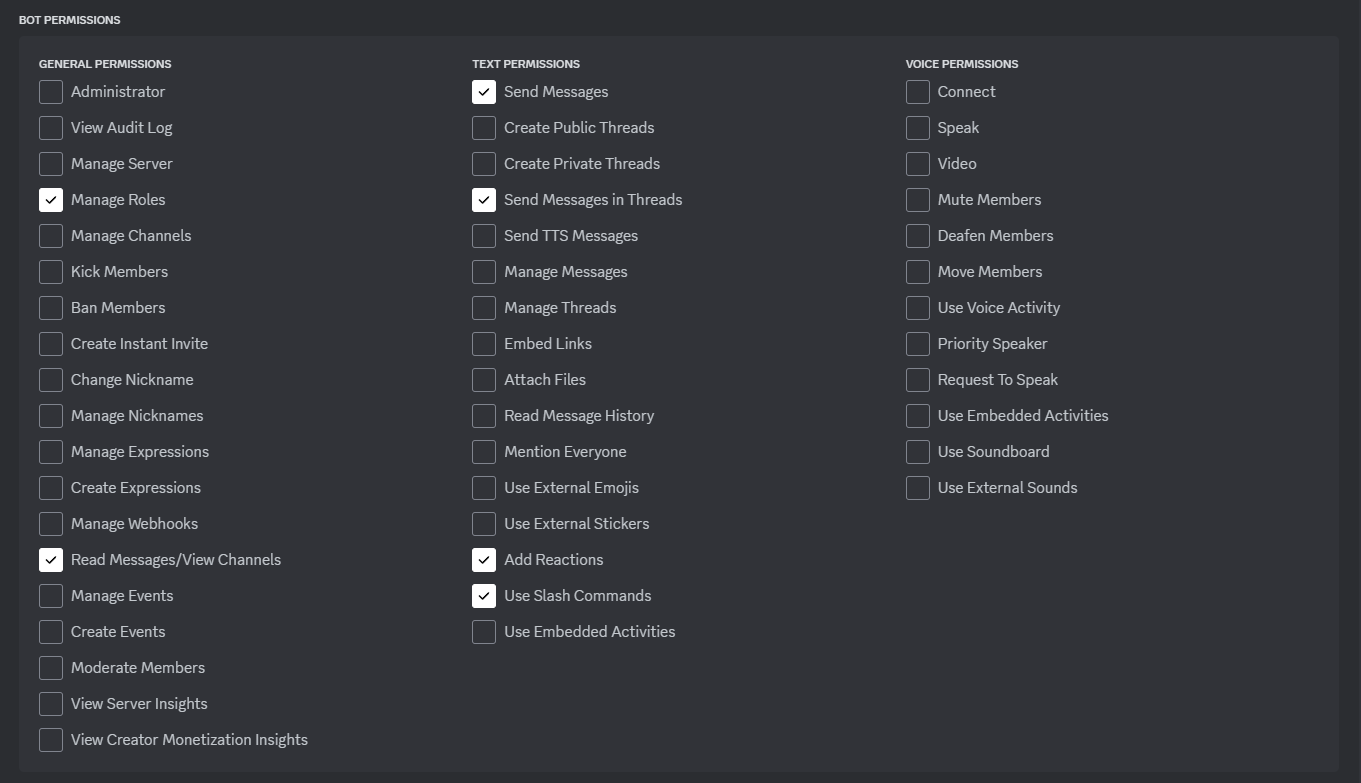 BOT PERMISSIONS
GENERAL PERMISSIONS
Administrator
View Audit Log
Manage Server
Manage Roles
Manage Channels
Kick Members
Ban Members
Create Instant Invite
Change Nickname
Manage Nicknames
Manage Expressions
Create Expressions
Manage Webhooks
Read Messages/View Channels
Manage Events
Create Events
Moderate Members
View Server Insights
View Creator Monetization Insights
TEXT PERMISSIONS
Send Messages
Create Public Threads
Create Private Threads
Send Messages in Threads
Send TTS Messages
Manage Messages
Manage Threads
Embed Links
Attach Files
Read Message History
Mention Everyone
Use External Emojis
Use External Stickers
Add Reactions
Use Slash Commands
Use Embedded Activities
VOICE PERMISSIONS
Connect
Speak
Video
Mute Members
Deafen Members
Move Members
Use Voice Activity
Priority Speaker
Request To Speak
Use Embedded Activities
Use Soundboard
Use External Sounds